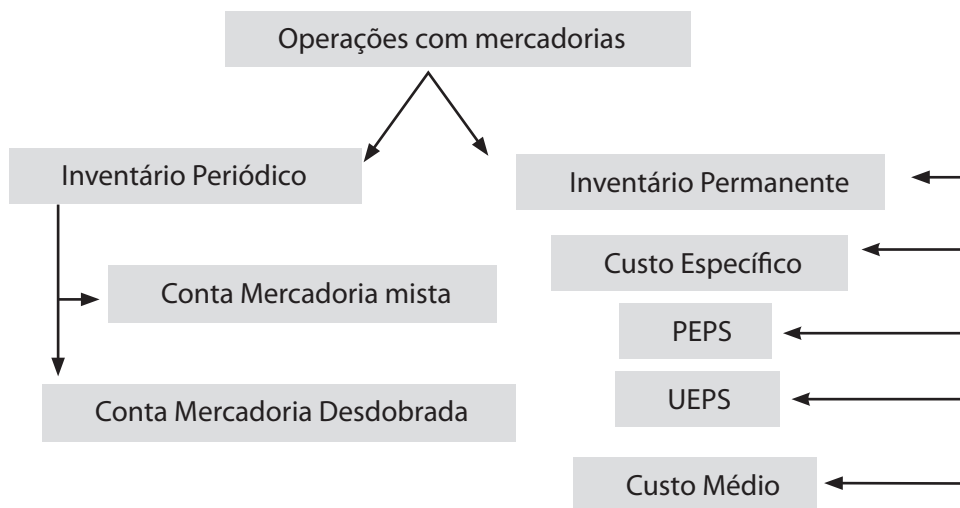 Operações com mercadorias
Inventário Periódico
Inventário Permanente
Custo Específico
Conta Mercadoria mista
PEPS
UEPS
Conta Mercadoria Desdobrada
Custo Médio